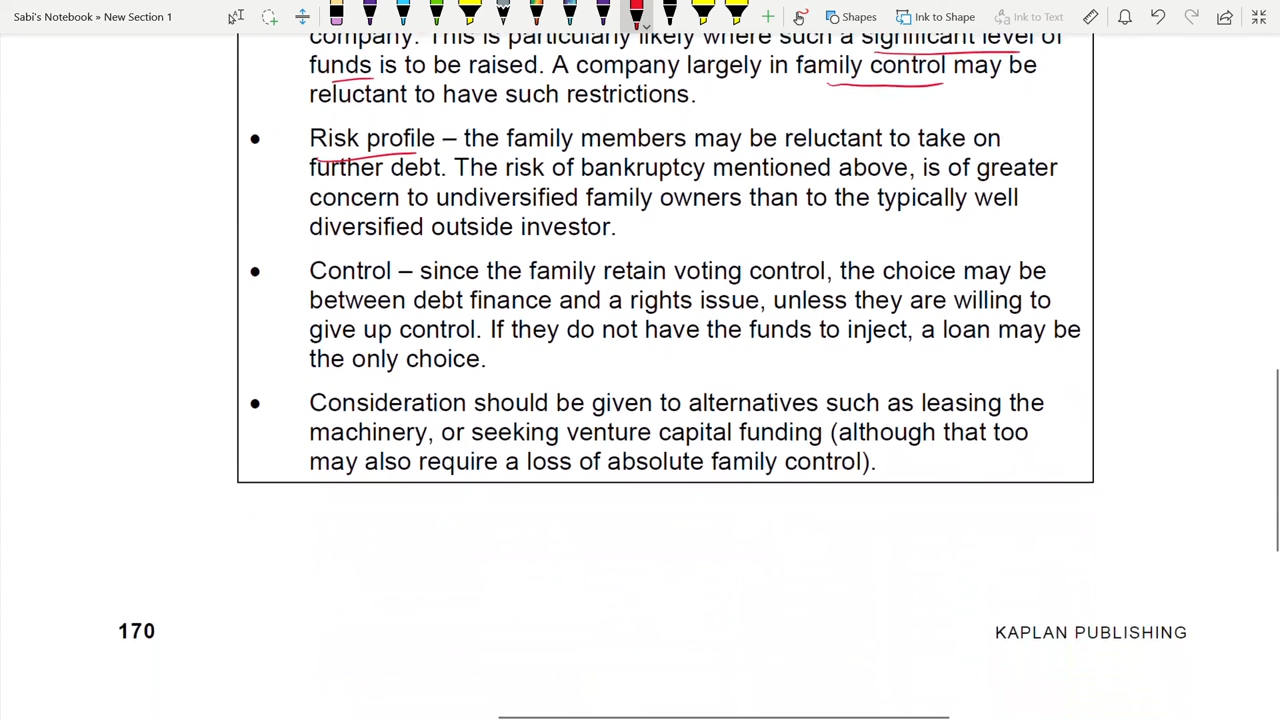 Sabi's Notebook » New Section 1
Shapes
Ink to Shape
Ink to Text
company. This is particularly likely where such a significant level of
funds is to be raised. A company largely in family control may be
reluctant to have such restrictions.
• Risk profile – the family members may be reluctant to take on
further debt. The risk of bankruptcy mentioned above, is of greater
concern to undiversified family owners than to the typically well
diversified outside investor.
• Control – since the family retain voting control, the choice may be
between debt finance and a rights issue, unless they are willing to
give up control. If they do not have the funds to inject, a loan may be
the only choice.
• Consideration should be given to alternatives such as leasing the
machinery, or seeking venture capital funding (although that too
may also require a loss of absolute family control).
170
KAPLAN PUBLISHING